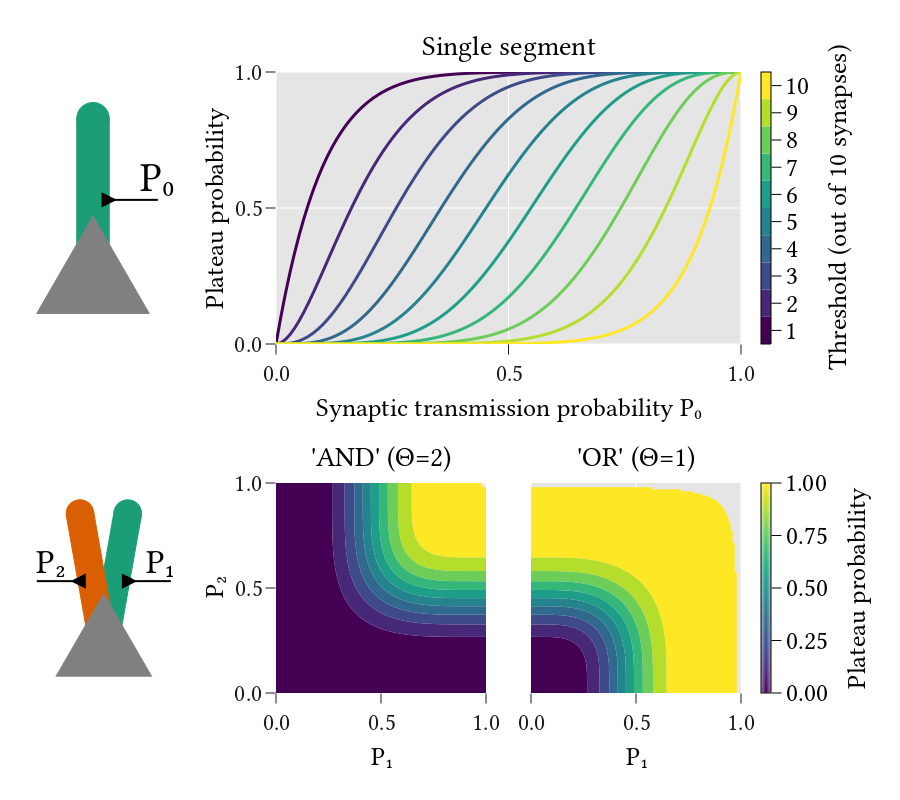 Single segment
P₀
Plateau probability
1.0
0.5
0.0
0.0 0.5 1.0
Synaptic transmission probability P₀
10
9
8
7
6
5
4
3
2
1
Threshold (out of 10 synapses)
'AND' (Θ=2) 'OR' (Θ=1)
P₂ P₁
P₂
1.0
0.5
0.0
0.0 0.5 1.0 0.0 0.5 1.0
P₁ P₁
1.00
0.75
0.50
0.25
0.00
Plateau probability